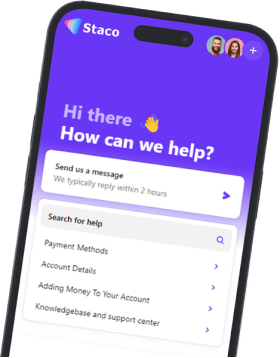 Staco
+
Hi there 👋
How can we help?
Send us a message
We typically reply within 2 hours
Search for help
Payment Methods
Account Details
Adding Money To Your Account
Knowledgebase and support center